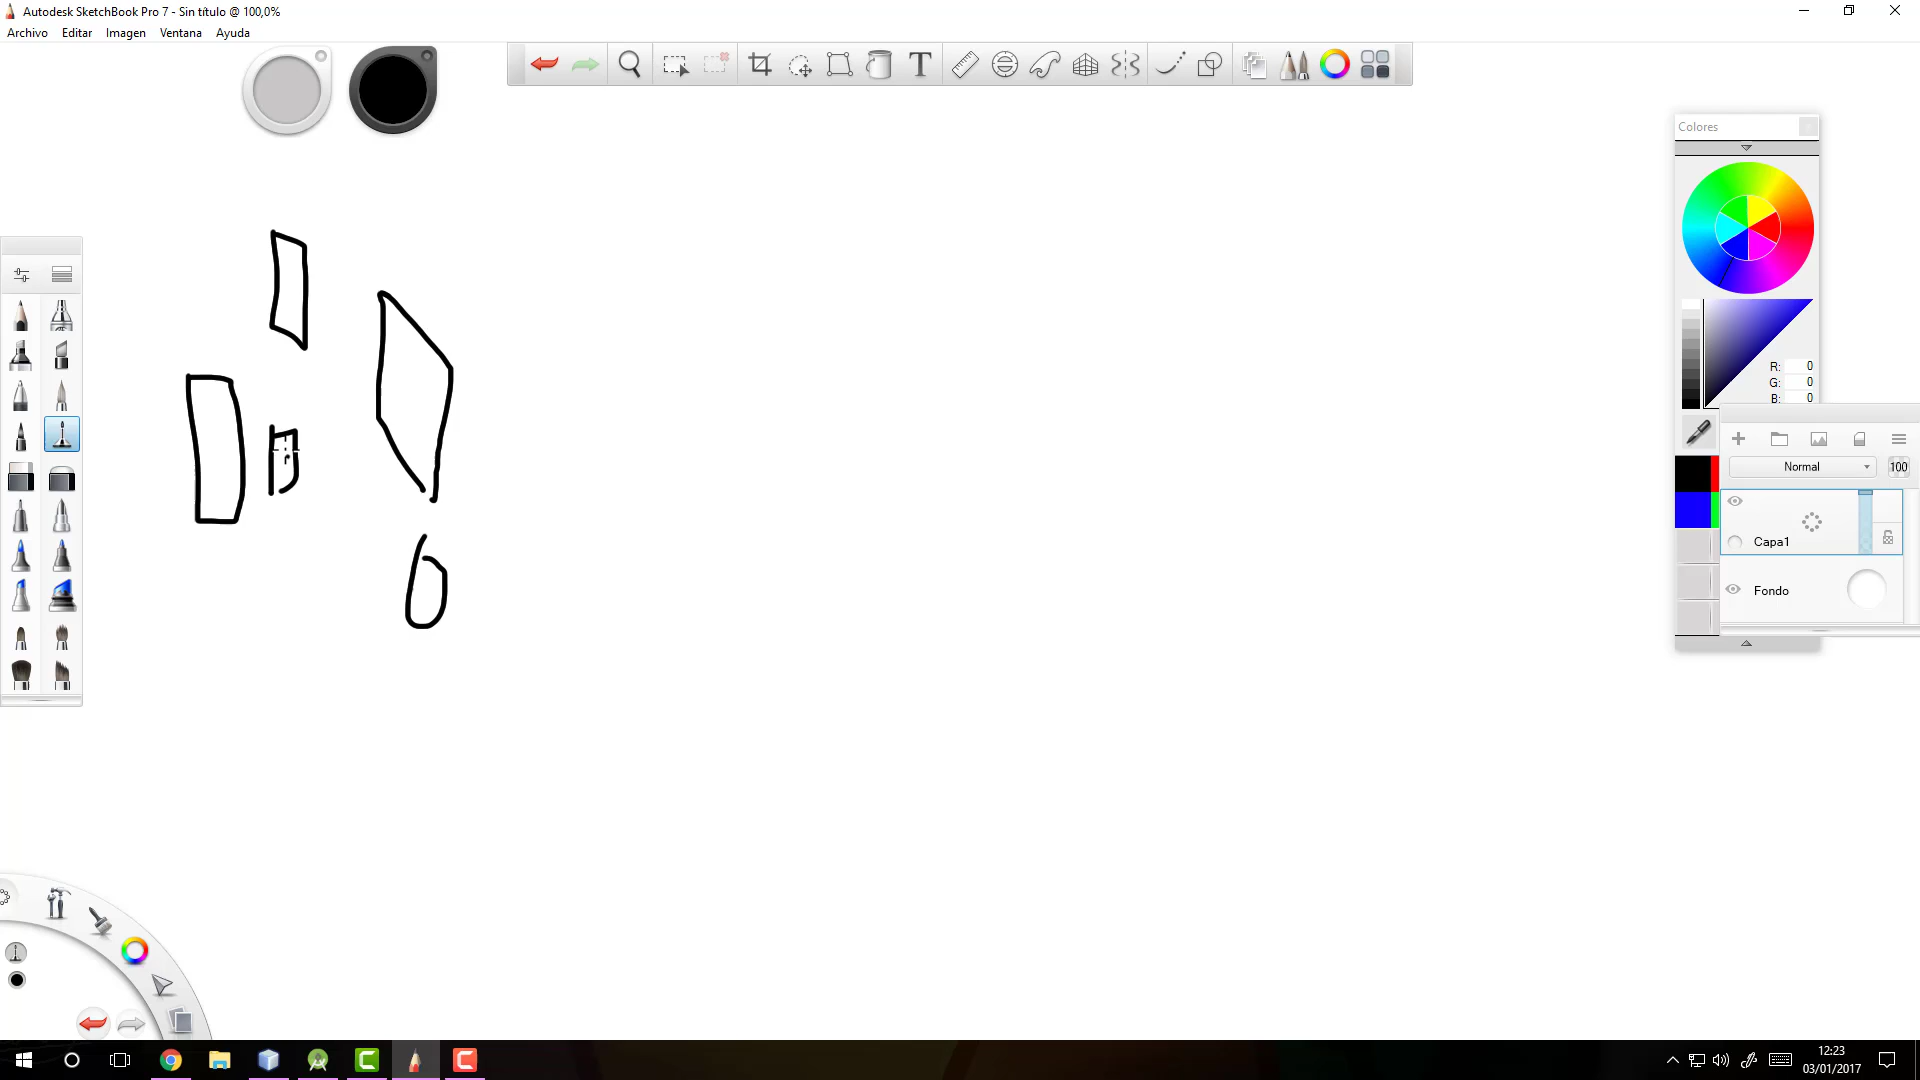 Autodesk SketchBook Pro 7 - Sin título @ 100,0%
Archivo Editar Imagen Ventana Ayuda
T
Colores
R: 0
G: 0
B: 0
Normal 100
Capa1
Fondo
12:23
03/01/2017